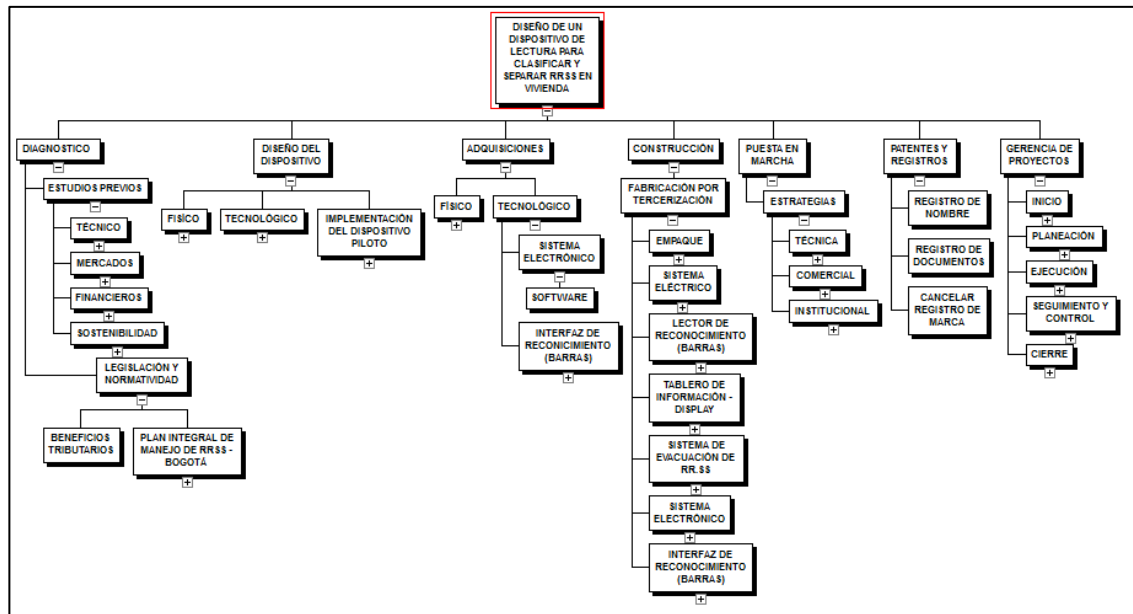 DISEÑO DE UN
DISPOSITIVO DE
LECTURA PARA
CLASIFICAR Y
SEPARAR RRSS EN
VIVIENDA
DIAGNOSTICO
ESTUDIOS PREVIOS
TÉCNICO
MERCADOS
FINANCIEROS
SOSTENIBILIDAD
LEGISLACIÓN Y
NORMATIVIDAD
BENEFICIOS
TRIBUTARIOS
PLAN INTEGRAL DE
MANEJO DE RRSS -
BOGOTÁ
DISEÑO DEL
DISPOSITIVO
FISICO
TECNOLÓGICO
IMPLEMENTACIÓN
DEL DISPOSITIVO
PILOTO
ADQUISICIONES
FÍSICO
TECNOLÓGICO
SISTEMA
ELECTRÓNICO
SOFTWARE
INTERFAZ DE
RECONICIMIENTO
(BARRAS)
CONSTRUCCIÓN
FABRICACIÓN POR
TERCERIZACIÓN
EMPAQUE
SISTEMA
ELÉCTRICO
LECTOR DE
RECONOCIMIENTO
(BARRAS)
TABLERO DE
INFORMACIÓN -
DISPLAY
SISTEMA DE
EVACUACIÓN DE
RR.SS
SISTEMA
ELECTRÓNICO
INTERFAZ DE
RECONOCIMIENTO
(BARRAS)
PUESTA EN
MARCHA
ESTRATEGIAS
TÉCNICA
COMERCIAL
INSTITUCIONAL
PATENTES Y
REGISTROS
REGISTRO DE
NOMBRE
REGISTRO DE
DOCUMENTOS
CANCELAR
REGISTRO DE
MARCA
GERENCIA DE
PROYECTOS
INICIO
PLANEACIÓN
EJECUCIÓN
SEGUIMIENTO Y
CONTROL
CIERRE